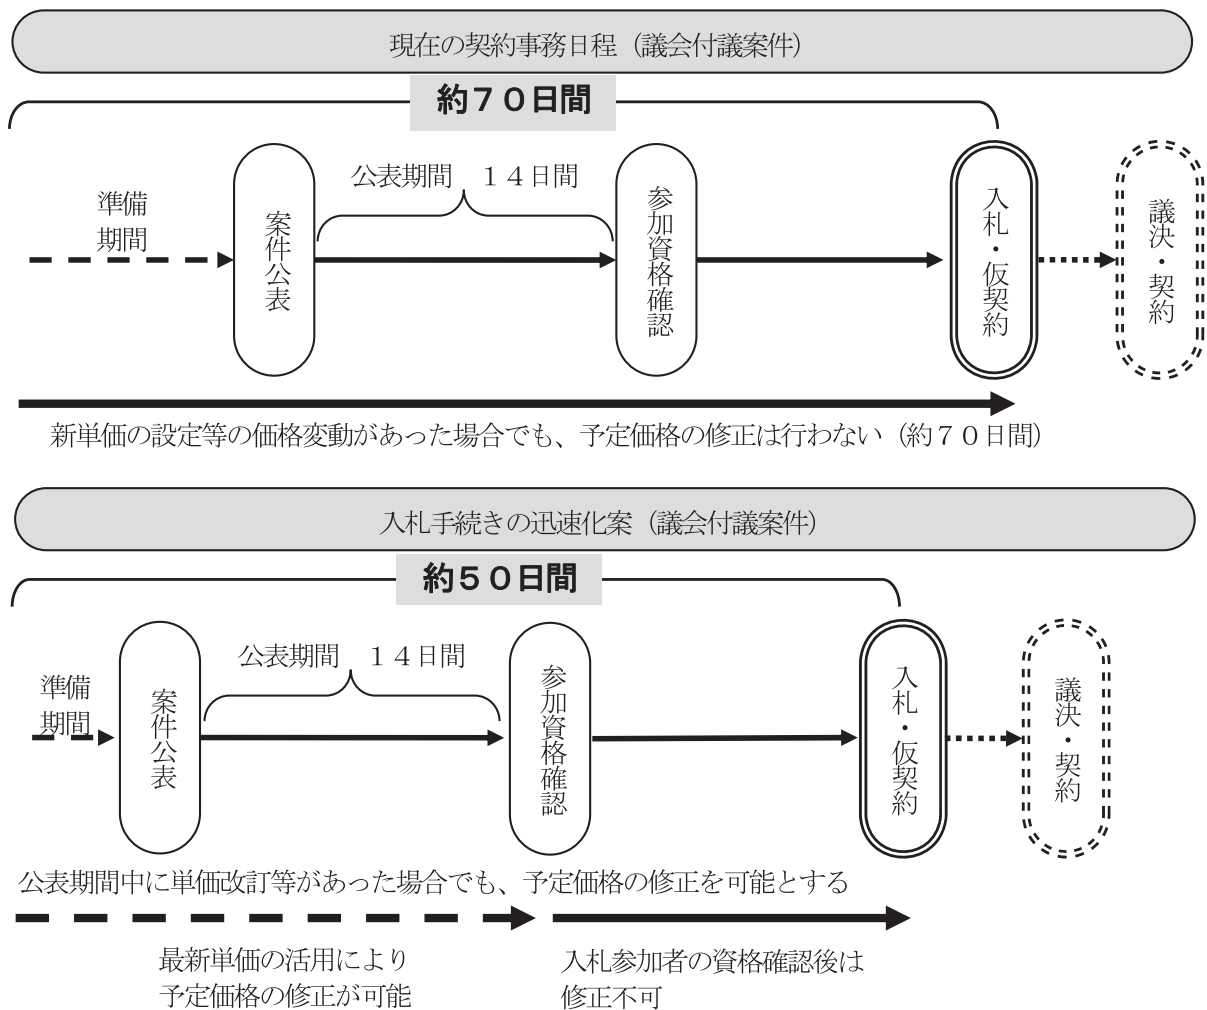 現在の契約事務日程（議会付議案件）
約７０日間
公表期間　１４日間
準備
期間
案件公表
参加資格確認
入札・仮契約
議決・契約
新単価の設定等の価格変動があった場合でも、予定価格の修正は行わない（約７０日間）
入札手続きの迅速化案（議会付議案件）
約５０日間
公表期間　１４日間
準備
期間
案件公表
参加資格確認
入札・仮契約
議決・契約
公表期間中に単価改訂等があった場合でも、予定価格の修正を可能とする
最新単価の活用により
予定価格の修正が可能
入札参加者の資格確認後は
修正不可